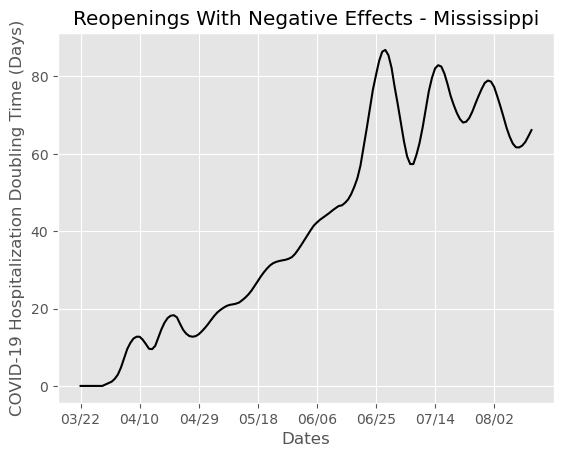 Reopenings With Negative Effects - Mississippi
COVID-19 Hospitalization Doubling Time (Days)
80
60
40
20
0
03/22 04/10 04/29 05/18 06/06 06/25 07/14 08/02
Dates